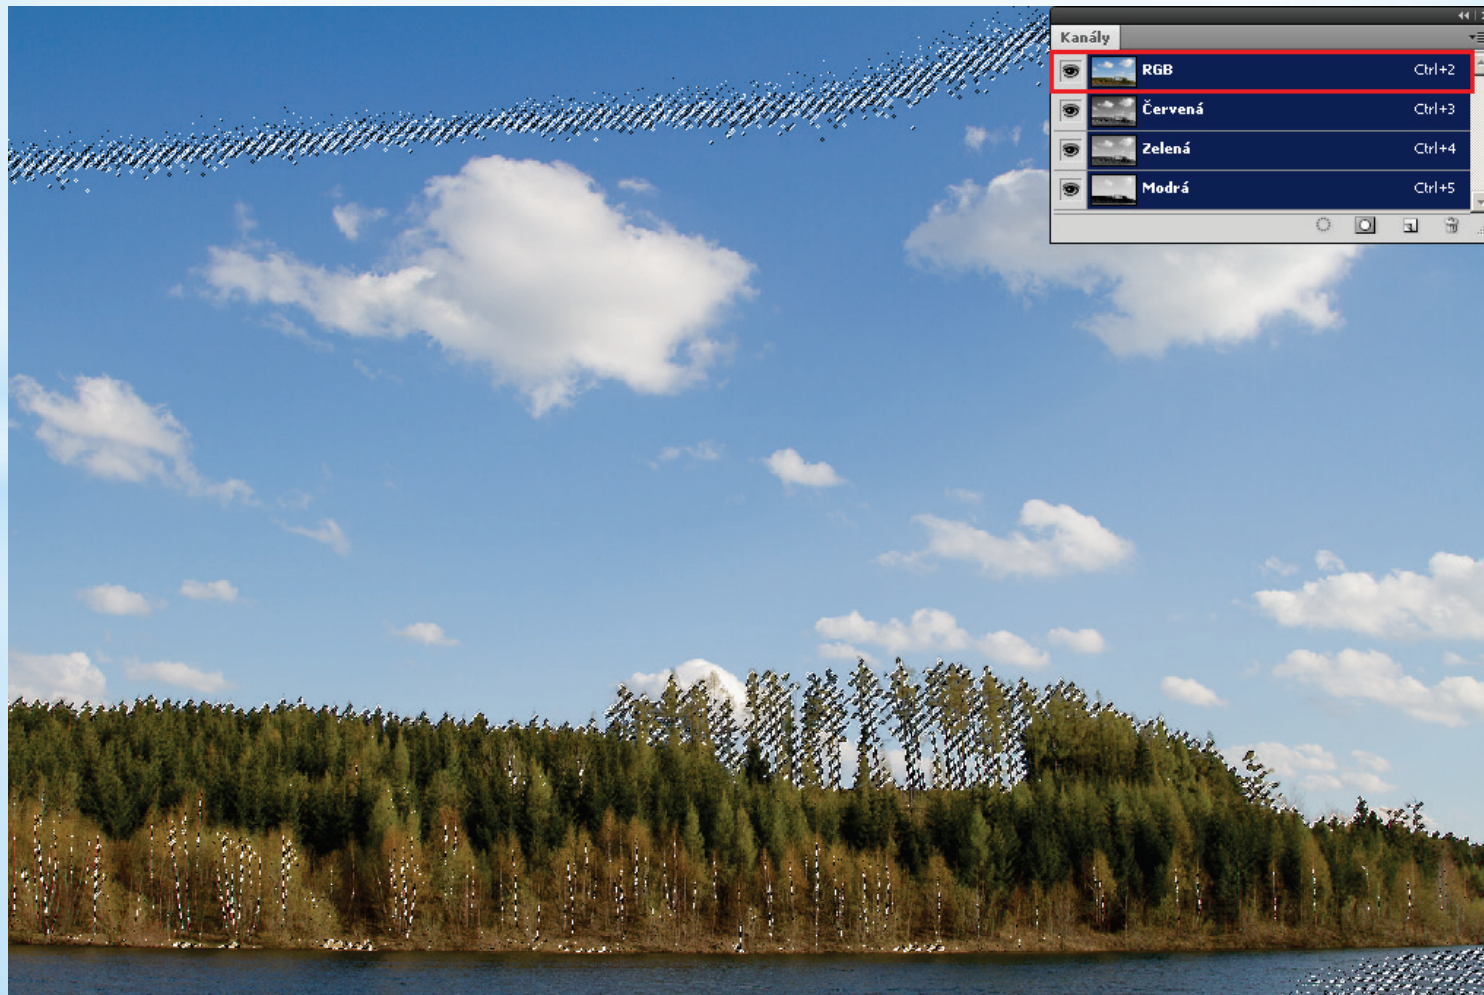 Kanály
RGB Ctrl+2
Červená Ctrl+3
Zelená Ctrl+4
Modrá Ctrl+5